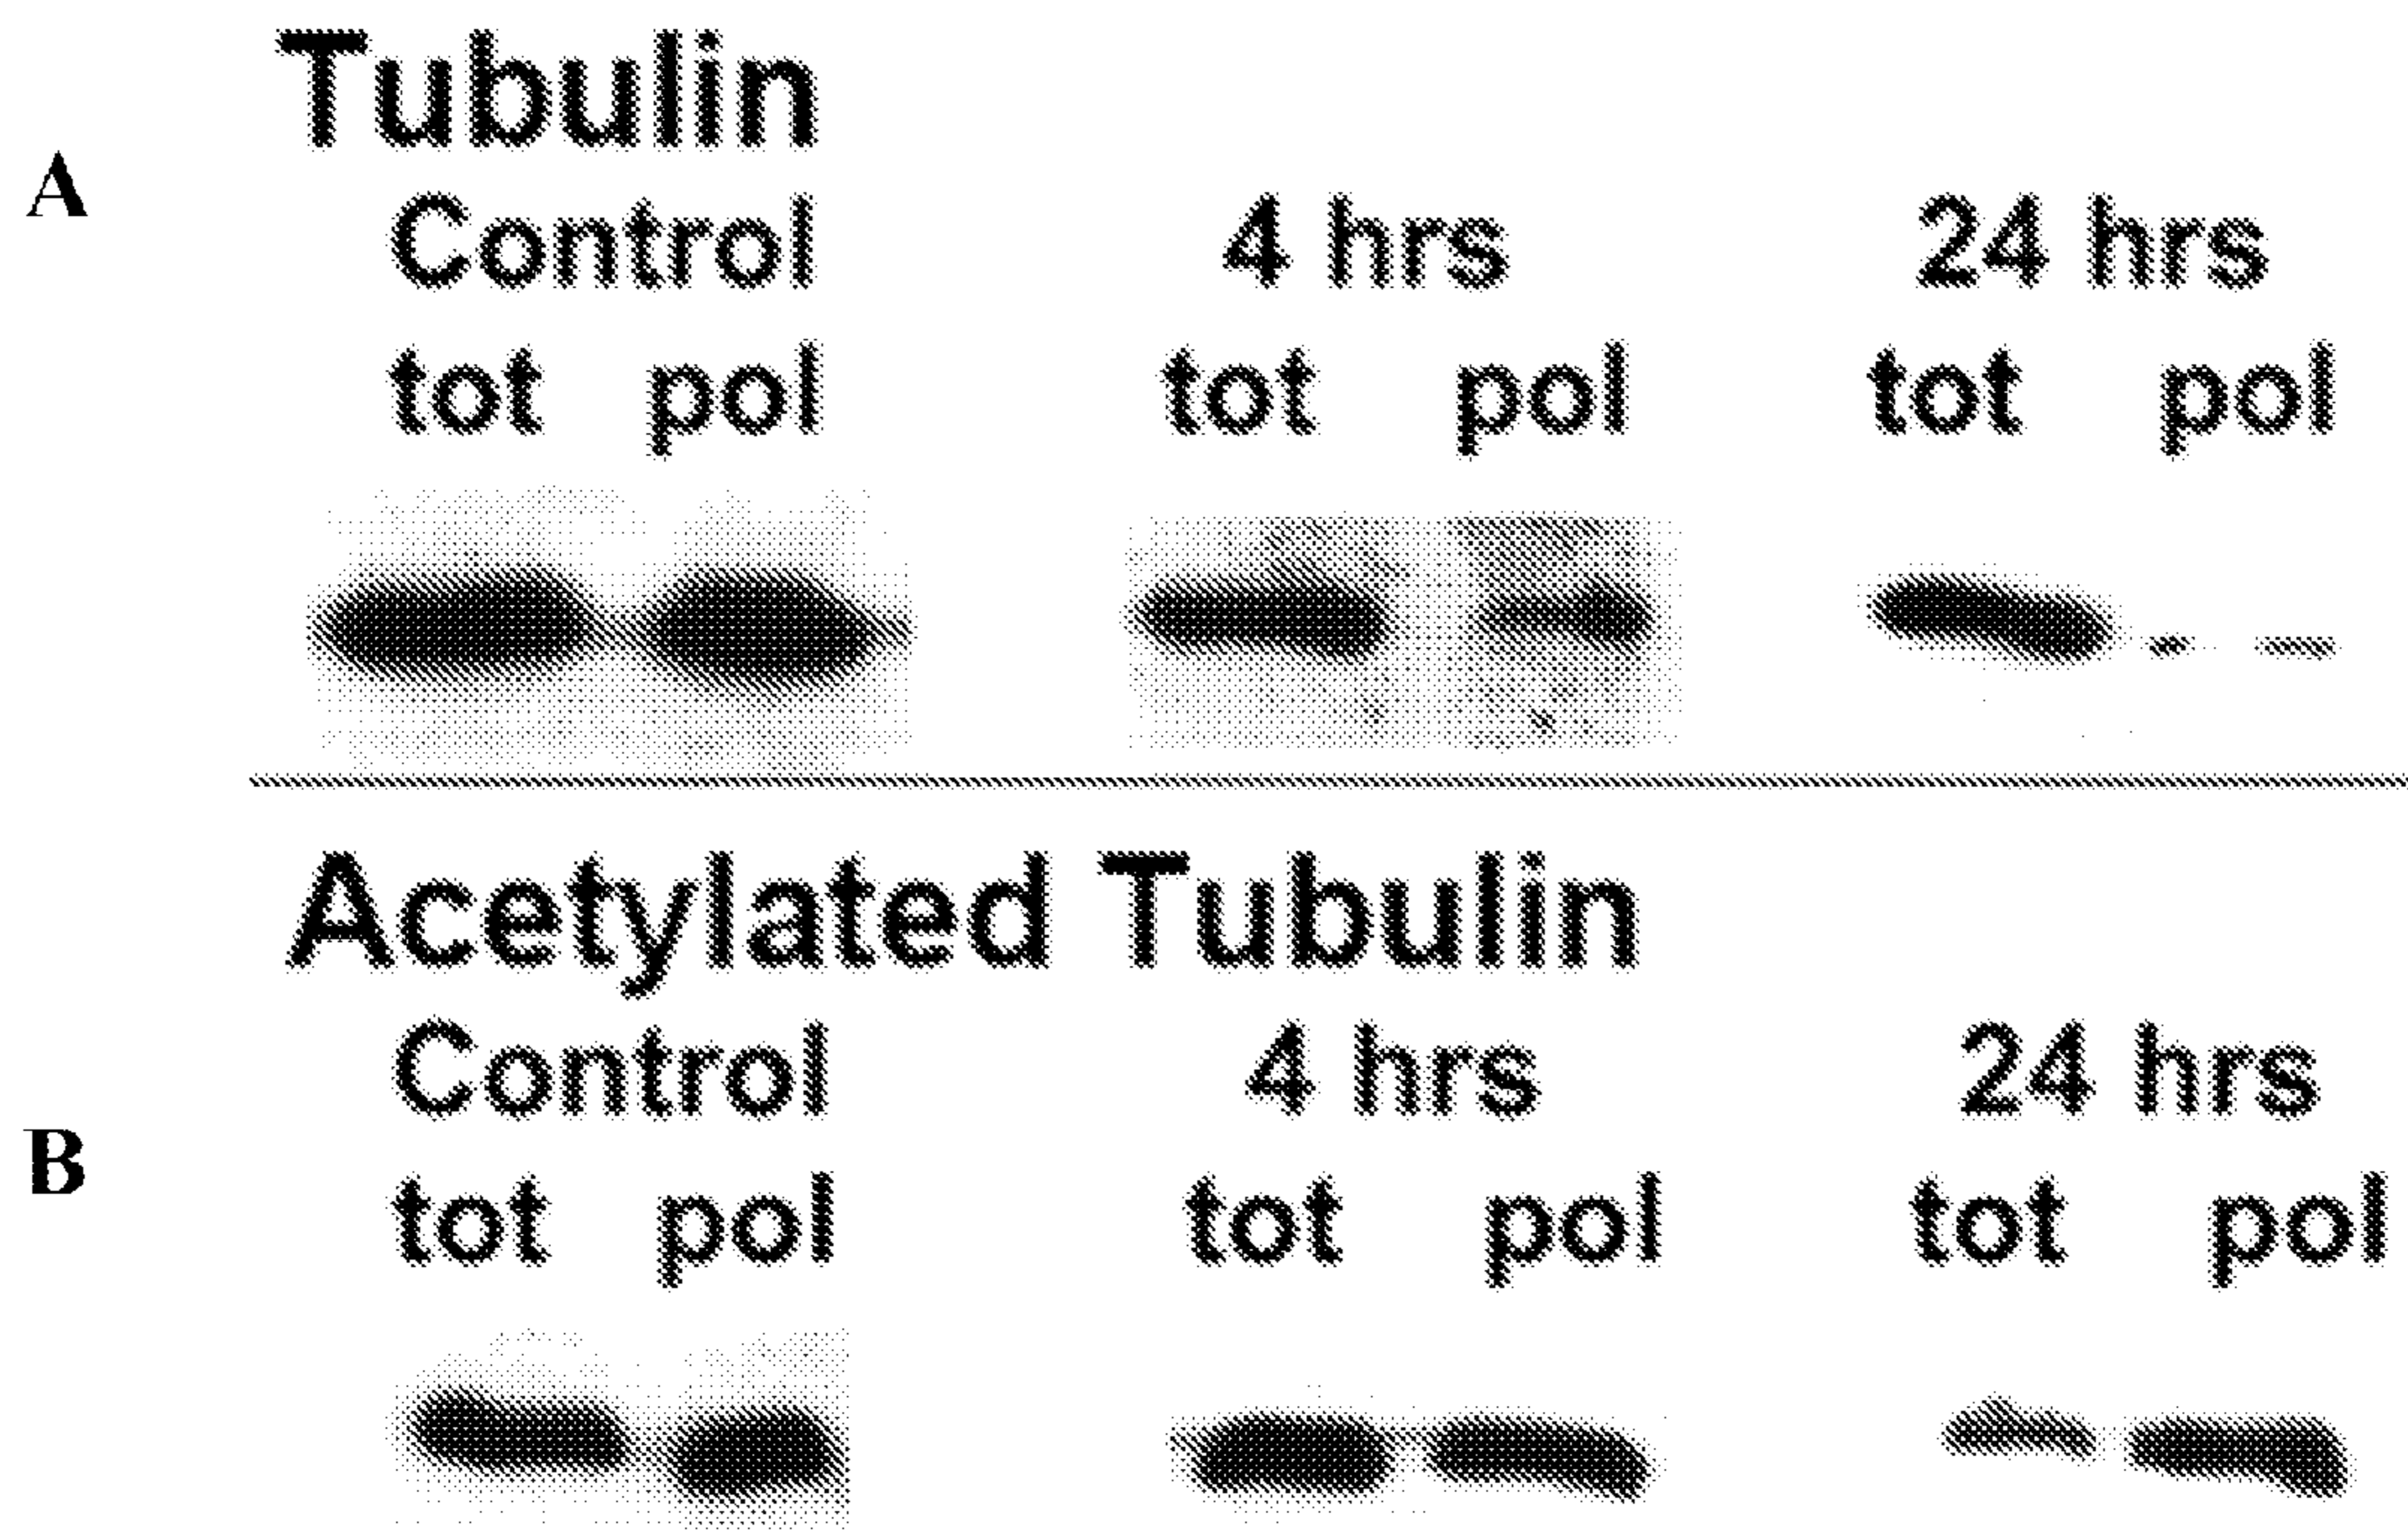 Tubulin
A
Control 4 hrs 24 hrs
tot pol tot pol tot pol
Acetylated Tubulin
Control 4 hrs 24 hrs
B
tot pol tot pol tot pol